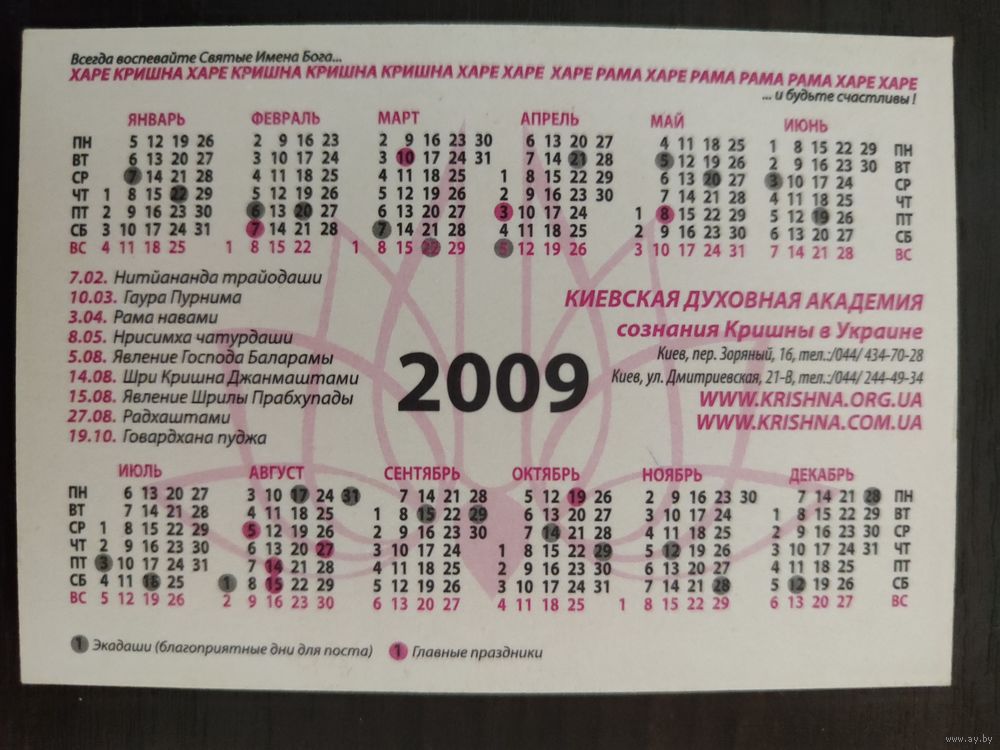 Всегда воспевайте Святые Имена Бога...
ХАРЕ КРИШНА ХАРЕ КРИШНА КРИШНА КРИШНА ХАРЕ ХАРЕ ХАРЕ РАМА ХАРЕ РАМА РАМА РАМА ХАРЕ ХАРЕ
... и будьте счастливы !
ЯНВАРЬ ФЕВРАЛЬ МАРТ АПРЕЛЬ МАЙ ИЮНЬ
ПН 5 12 19 26 2 9 16 23 2 9 16 23 30 6 13 20 27 4 11 18 25 1 8 15 22 29 ПН
ВТ 6 13 20 27 3 10 17 24 3 10 17 24 31 7 14 21 28 5 12 19 26 2 9 16 23 30 ВТ
СР 7 14 21 28 4 11 18 25 4 11 18 25 1 8 15 22 29 6 13 20 27 3 10 17 24 СР
ЧТ 1 8 15 22 29 5 12 19 26 5 12 19 26 2 9 16 23 30 7 14 21 28 4 11 18 25 ЧТ
ПТ 2 9 16 23 30 6 13 20 27 6 13 20 27 3 10 17 24 1 8 15 22 29 5 12 19 26 ПТ
СБ 3 10 17 24 31 7 14 21 28 7 14 21 28 4 11 18 25 2 9 16 23 30 6 13 20 27 СБ
ВС 4 11 18 25 1 8 15 22 1 8 15 22 29 5 12 19 26 3 10 17 24 31 7 14 21 28 ВС
7.02. Нитйананда трайодаши
10.03. Гаура Пурнима
3.04. Рама навами
8.05. Нрисимха чатурдаши
5.08. Явление Господа Баларамы
14.08. Шри Кришна Джанмаштами
15.08. Явление Шрилы Прабхупады
27.08. Радхаштами
19.10. Говардхана пуджа
2009
КИЕВСКАЯ ДУХОВНАЯ АКАДЕМИЯ
сознания Кришны в Украине
Киев, пер. Зоряный, 16, тел.:/044/ 434-70-28
Киев, ул. Дмитриевская, 21-В, тел.:/044/ 244-49-34
WWW.KRISHNA.ORG.UA
WWW.KRISHNA.COM.UA
ИЮЛЬ АВГУСТ СЕНТЯБРЬ ОКТЯБРЬ НОЯБРЬ ДЕКАБРЬ
ПН 6 13 20 27 3 10 17 24 31 7 14 21 28 5 12 19 26 2 9 16 23 30 7 14 21 28 ПН
ВТ 7 14 21 28 4 11 18 25 1 8 15 22 29 6 13 20 27 3 10 17 24 1 8 15 22 29 ВТ
СР 1 8 15 22 29 5 12 19 26 2 9 16 23 30 7 14 21 28 4 11 18 25 2 9 16 23 30 СР
ЧТ 2 9 16 23 30 6 13 20 27 3 10 17 24 1 8 15 22 29 5 12 19 26 3 10 17 24 31 ЧТ
ПТ 3 10 17 24 31 7 14 21 28 4 11 18 25 2 9 16 23 30 6 13 20 27 4 11 18 25 ПТ
СБ 4 11 18 25 1 8 15 22 29 5 12 19 26 3 10 17 24 31 7 14 21 28 5 12 19 26 СБ
ВС 5 12 19 26 2 9 16 23 30 6 13 20 27 4 11 18 25 1 8 15 22 29 6 13 20 27 ВС
1 Экадаши (благоприятные дни для поста) 1 Главные праздники
www.ay.by